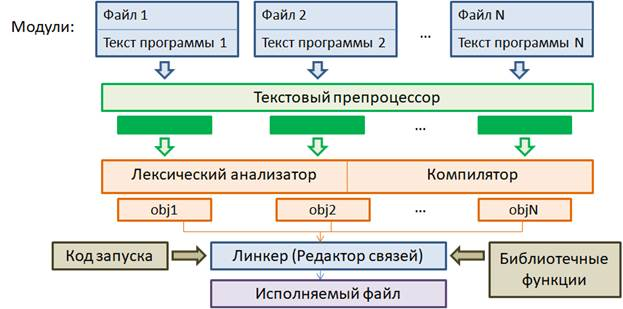 Модули:
Файл 1
Файл 2
Файл N
Текст программы 1
Текст программы 2
...
Текст программы N
Текстовый препроцессор
...
Лексический анализатор
Компилятор
obj1
obj2
...
objN
Код запуска
Линкер (Редактор связей)
Библиотечные
функции
Исполняемый файл